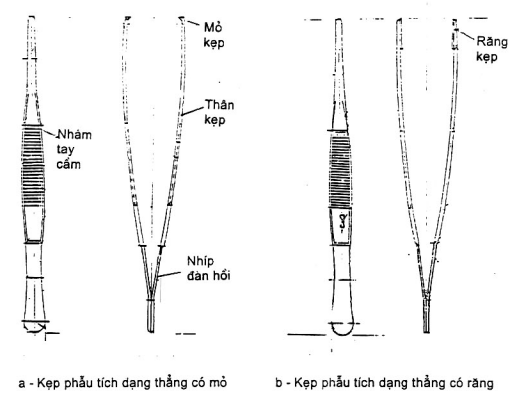 Mỏ
kẹp
Răng
kẹp
Thân
kẹp
Nhám
tay
cầm
Nhíp
đàn hồi
a - Kẹp phẫu tích dạng thẳng có mỏ
b - Kẹp phẫu tích dạng thẳng có răng